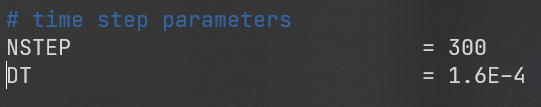 # time step parameters
NSTEP                           = 300
DT                              = 1.6E-4